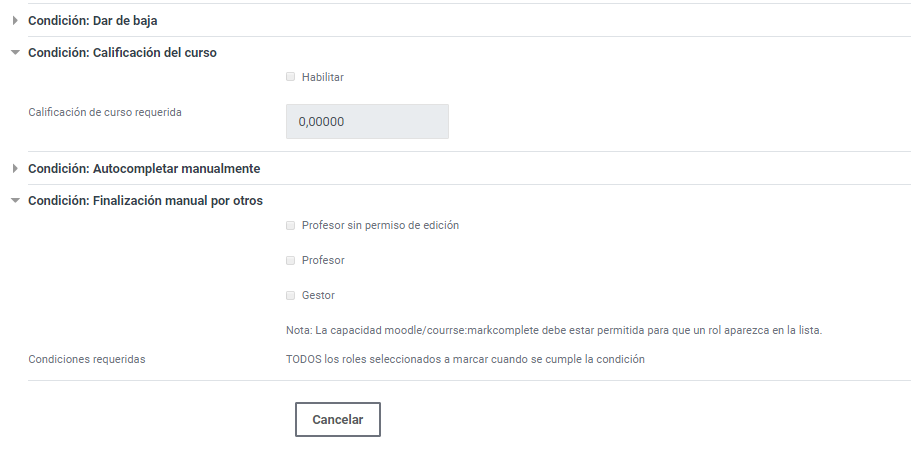 Condición: Dar de baja
Condición: Calificación del curso
Habilitar
Calificación de curso requerida
0,00000
Condición: Autocompletar manualmente
Condición: Finalización manual por otros
Profesor sin permiso de edición
Profesor
Gestor
Nota: La capacidad moodle/courrse:markcomplete debe estar permitida para que un rol aparezca en la lista.
Condiciones requeridas TODOS los roles seleccionados a marcar cuando se cumple la condición
Cancelar